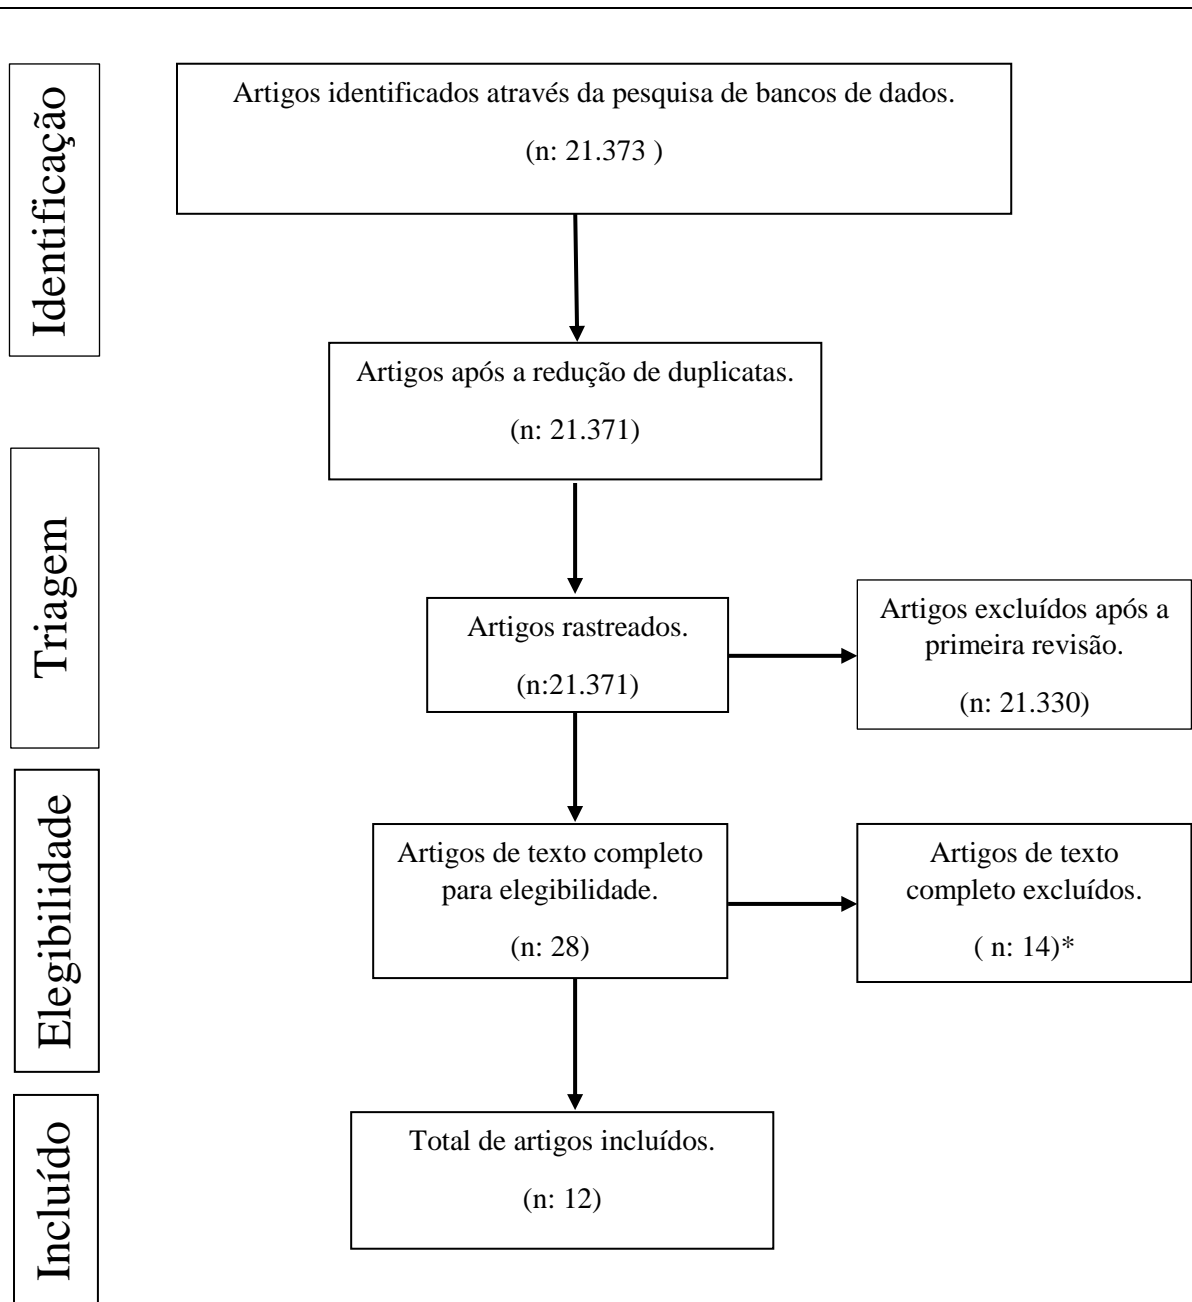 Identificação
Artigos identificados através da pesquisa de bancos de dados.
(n: 21.373 )
Artigos após a redução de duplicatas.
(n: 21.371)
Triagem
Artigos rastreados.
(n:21.371)
Artigos excluídos após a
primeira revisão.
(n: 21.330)
Elegibilidade
Artigos de texto completo
para elegibilidade.
(n: 28)
Artigos de texto
completo excluídos.
( n: 14)*
Incluído
Total de artigos incluídos.
(n: 12)